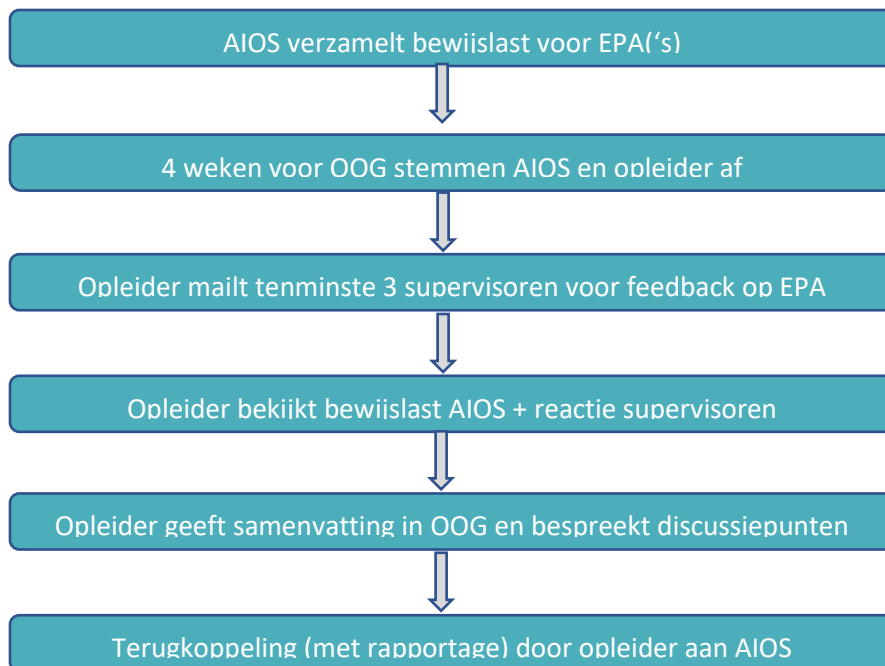 AIOS verzamelt bewijslast voor EPA(‘s)
4 weken voor OOG stemmen AIOS en opleider af
Opleider mailt tenminste 3 supervisoren voor feedback op EPA
Opleider bekijkt bewijslast AIOS + reactie supervisoren
Opleider geeft samenvatting in OOG en bespreekt discussiepunten
Terugkoppeling (met rapportage) door opleider aan AIOS